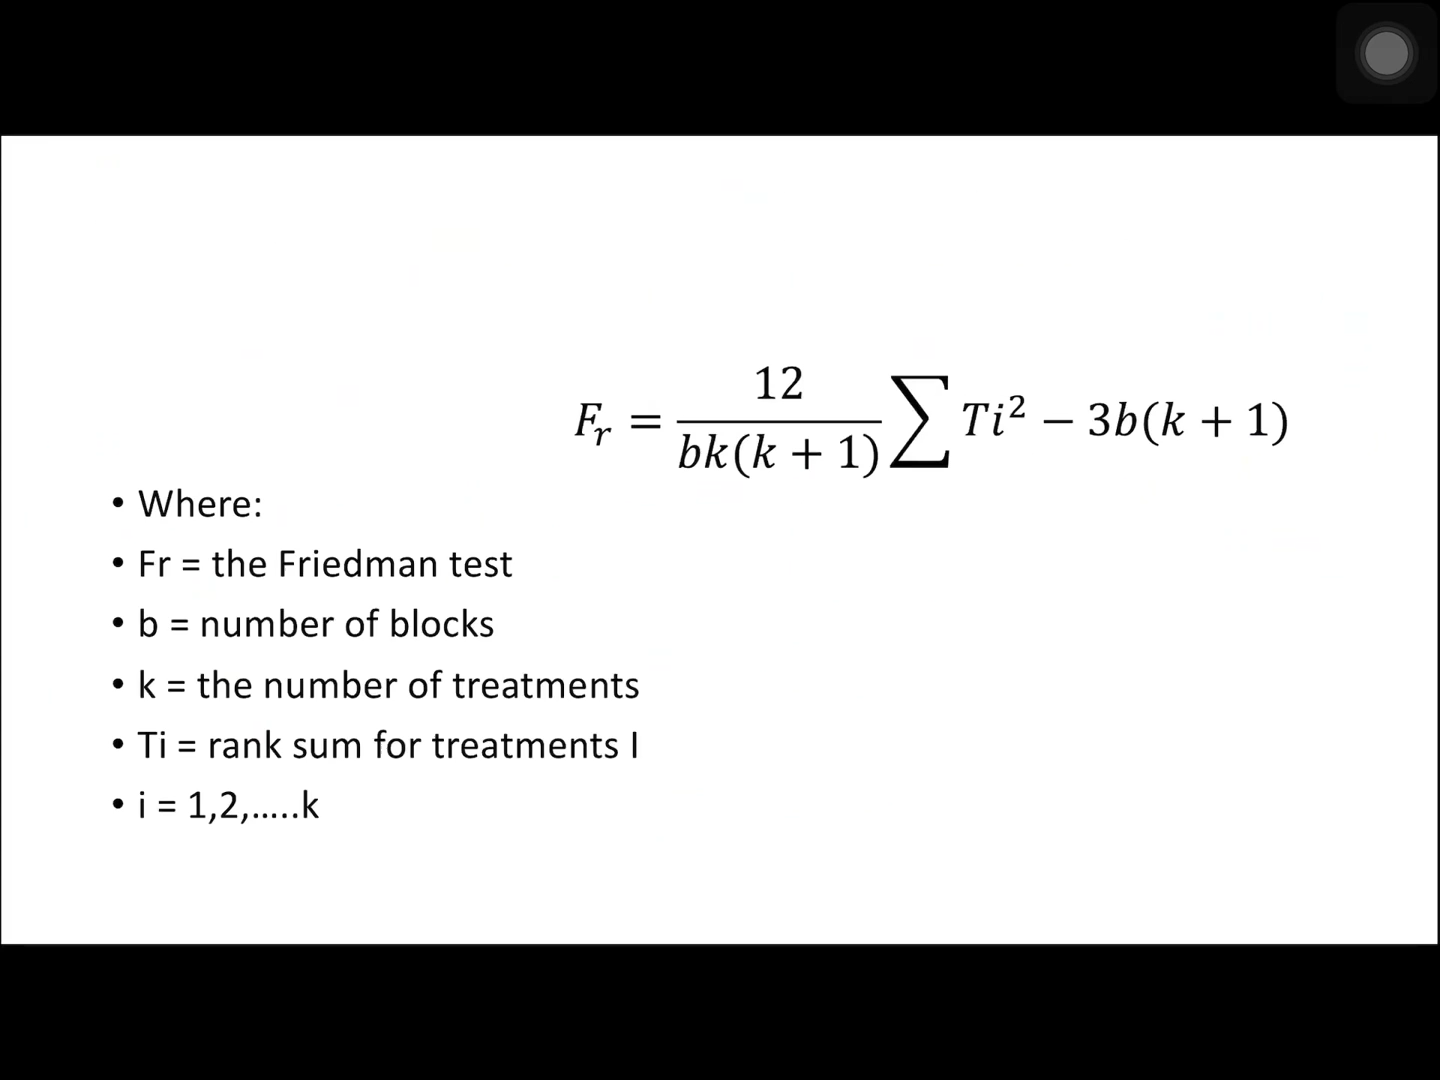 Fr = 12 / bk(k + 1) ∑ Ti² − 3b(k + 1)
• Where:
• Fr = the Friedman test
• b = number of blocks
• k = the number of treatments
• Ti = rank sum for treatments I
• i = 1,2,…..k